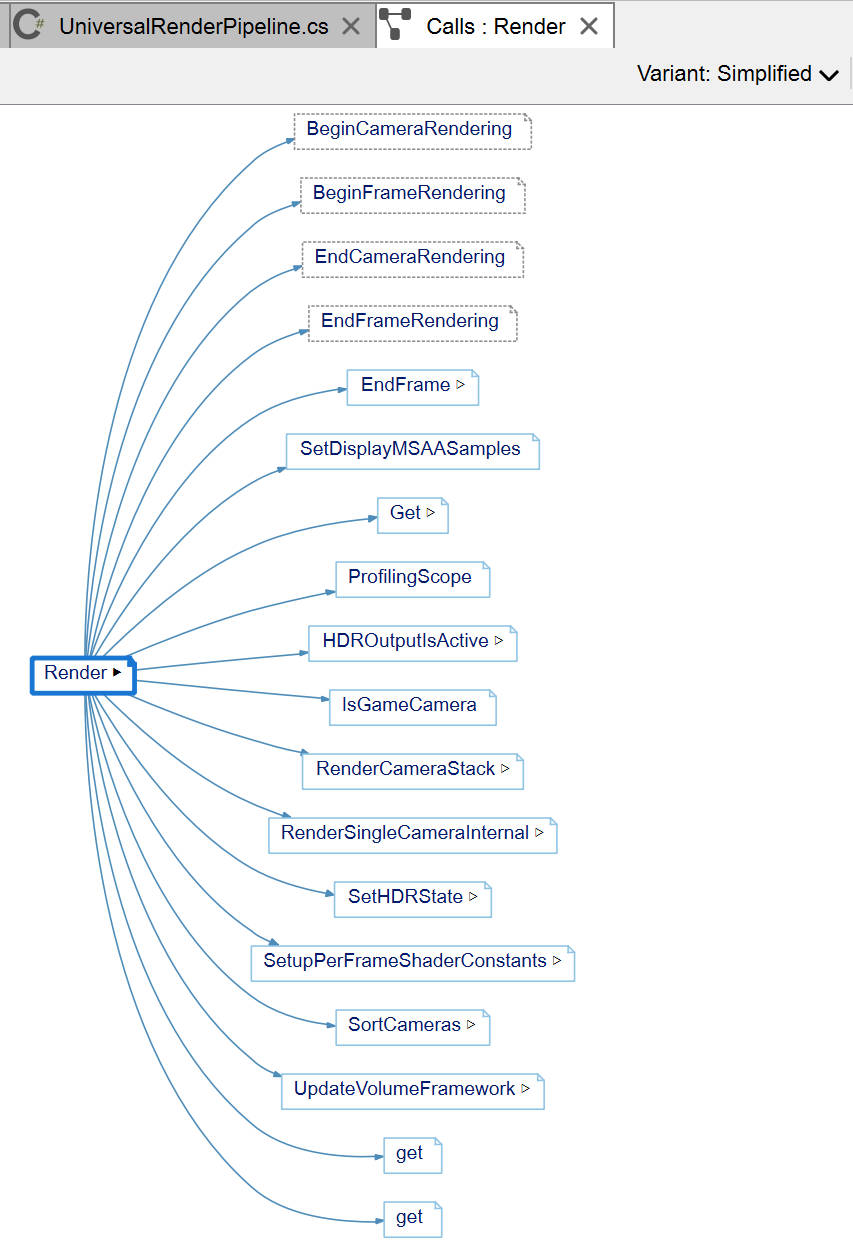 C# UniversalRenderPipeline.cs Calls : Render
Variant: Simplified
BeginCameraRendering
BeginFrameRendering
EndCameraRendering
EndFrameRendering
EndFrame
SetDisplayMSAASamples
Get
ProfilingScope
HDROutputIsActive
Render
IsGameCamera
RenderCameraStack
RenderSingleCameraInternal
SetHDRState
SetupPerFrameShaderConstants
SortCameras
UpdateVolumeFramework
get
get